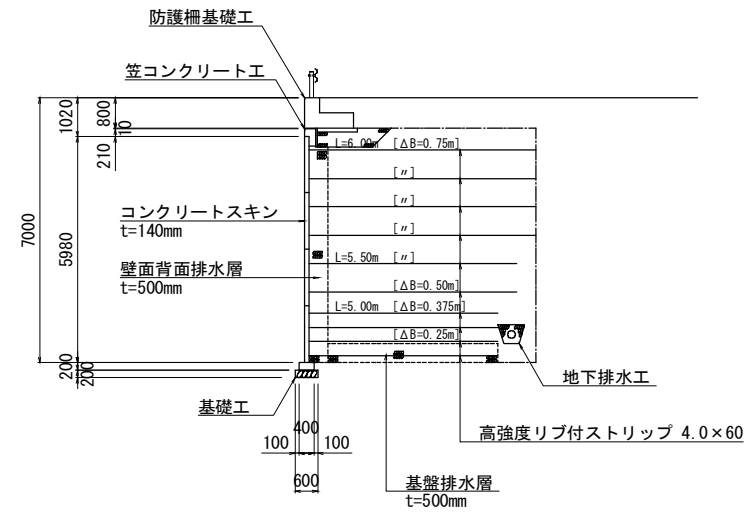 防護柵基礎工
笠コンクリート工
1020
800
10
210
7000
5980
200
200
L=6.00m [ΔB=0.75m]
[〃]
[〃]
[〃]
コンクリートスキン
t=140mm
L=5.50m [〃]
壁面背面排水層
t=500mm
[ΔB=0.50m]
L=5.00m [ΔB=0.375m]
[ΔB=0.25m]
地下排水工
基礎工
400
100
100
600
高強度リブ付ストリップ 4.0×60
基盤排水層
t=500mm